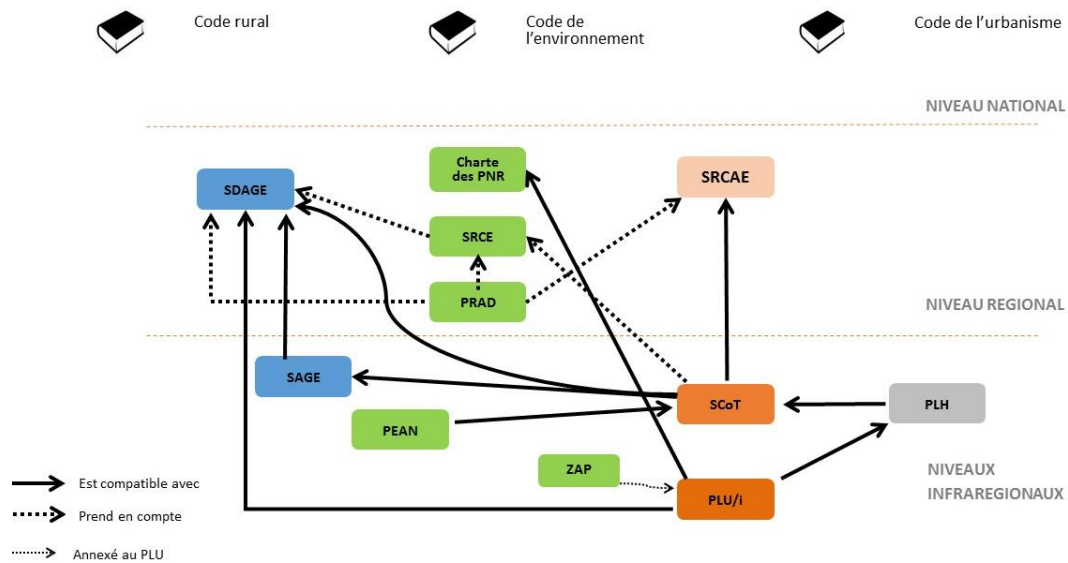 Code rural
Code de
l'environnement
Code de l'urbanisme
NIVEAU NATIONAL
Charte
des PNR
SRCAE
SDAGE
SRCE
PRAD
NIVEAU REGIONAL
SAGE
SCoT
PLH
PEAN
ZAP
NIVEAUX
INFRAREGIONAUX
PLU/i
Est compatible avec
Prend en compte
Annexé au PLU